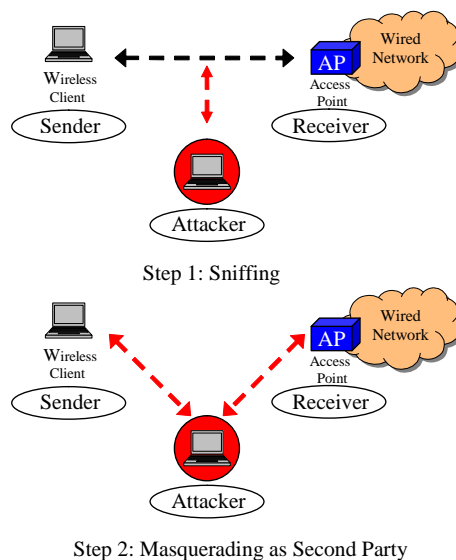 Wired
Network
AP
Wireless
Client
Access
Point
Sender
Receiver
Attacker
Step 1: Sniffing
Wired
Network
AP
Wireless
Client
Access
Point
Sender
Receiver
Attacker
Step 2: Masquerading as Second Party